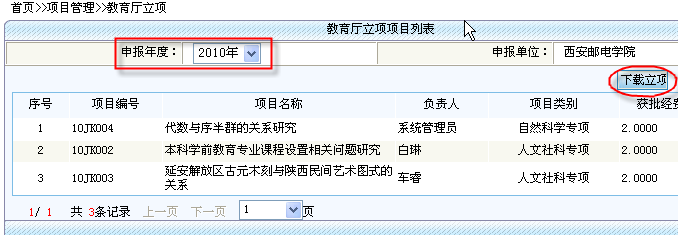 首页>>项目管理>>教育厅立项
教育厅立项项目列表
申报年度： 2010年 申报单位： 西安邮电学院
下载立项
序号 项目编号 项目名称 负责人 项目类别 获批经费
1 10JK004 代数与序半群的关系研究 系统管理员 自然科学专项 2.0000
2 10JK002 本科学前教育专业课程设置相关问题研究 白琳 人文社科专项 2.0000
3 10JK003 延安解放区古元木刻与陕西民间艺术图式的
关系 车睿 人文社科专项 2.0000
1/ 1 共 3条记录 上一页 下一页 1 页